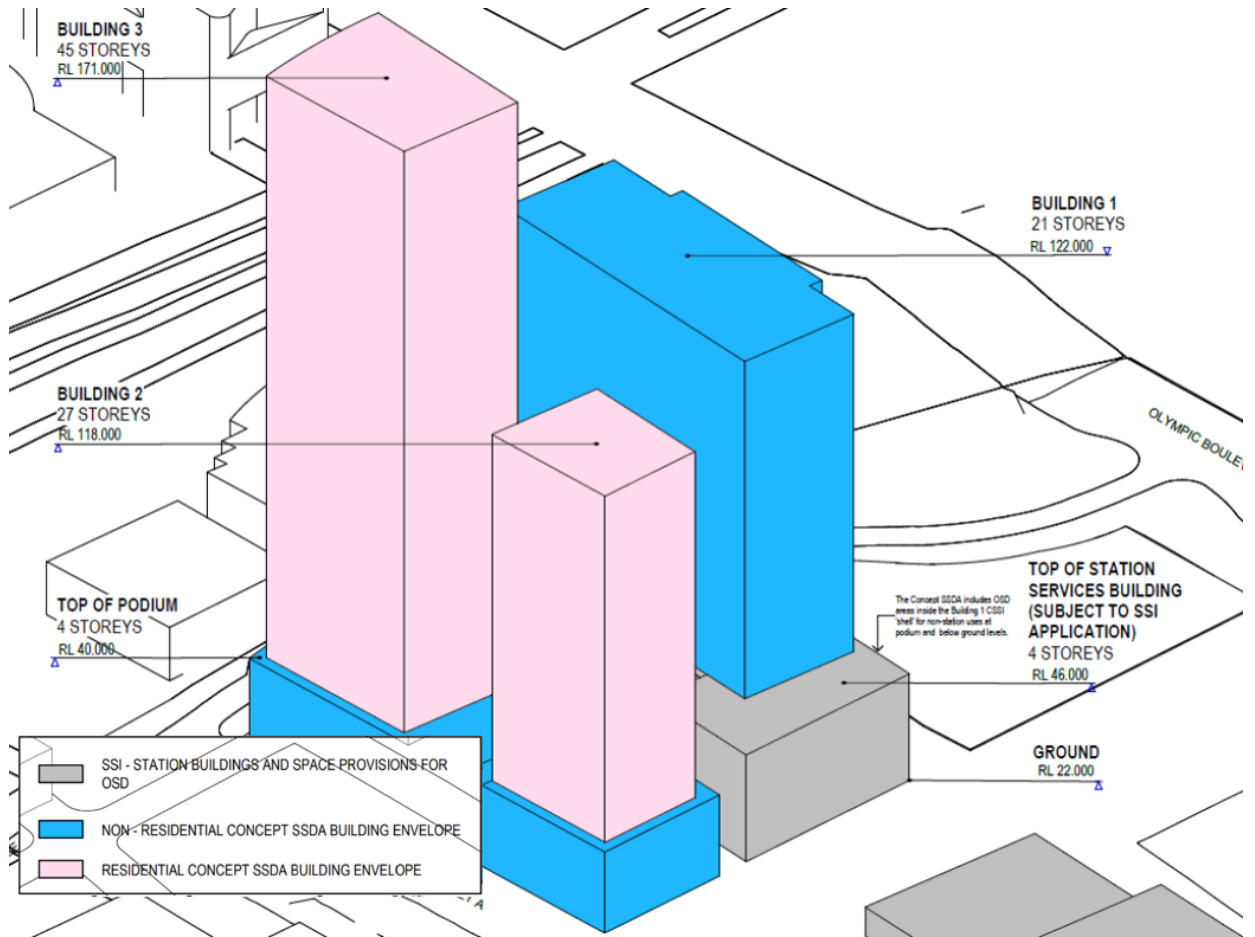 BUILDING 3
45 STOREYS
RL 171.000
BUILDING 1
21 STOREYS
RL 122.000
BUILDING 2
27 STOREYS
RL 118.000
OLYMPIC BOULEV
TOP OF PODIUM
4 STOREYS
RL 40.000
The Concept SSDA includes OSD
areas inside the Building 1 CSSI
'shell' for non-station uses at
podium and below ground levels.
TOP OF STATION
SERVICES BUILDING
(SUBJECT TO SSI
APPLICATION)
4 STOREYS
RL 46.000
GROUND
RL 22.000
SSI - STATION BUILDINGS AND SPACE PROVISIONS FOR
OSD
NON - RESIDENTIAL CONCEPT SSDA BUILDING ENVELOPE
RESIDENTIAL CONCEPT SSDA BUILDING ENVELOPE